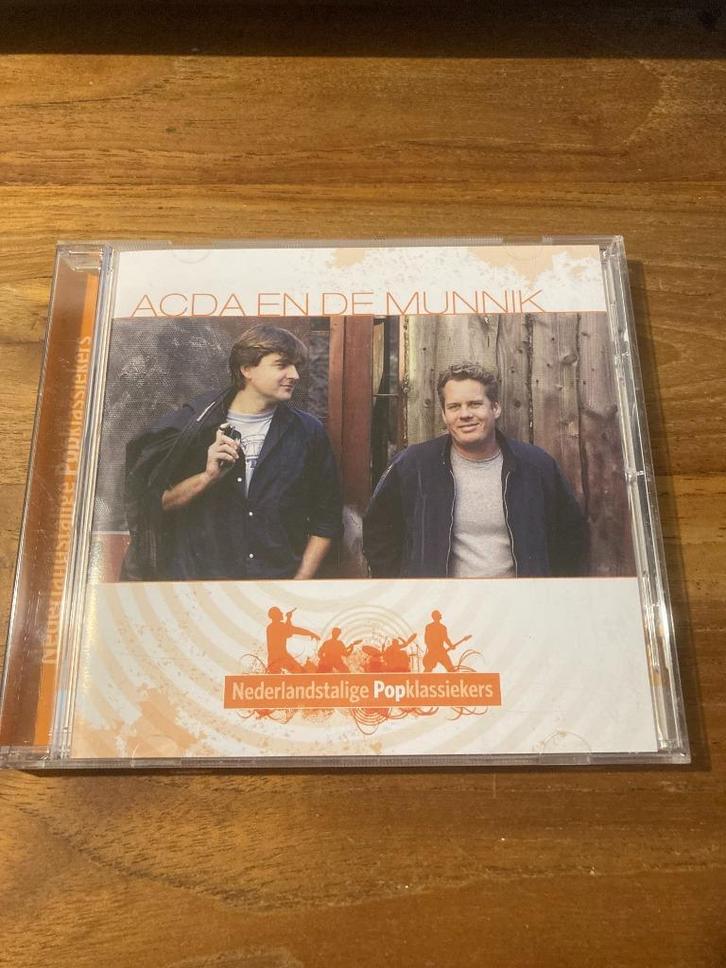 ACDA EN DE MUNNIK
Nederlandstalige Popklassiekers
Nederlandstalige Popklassiekers